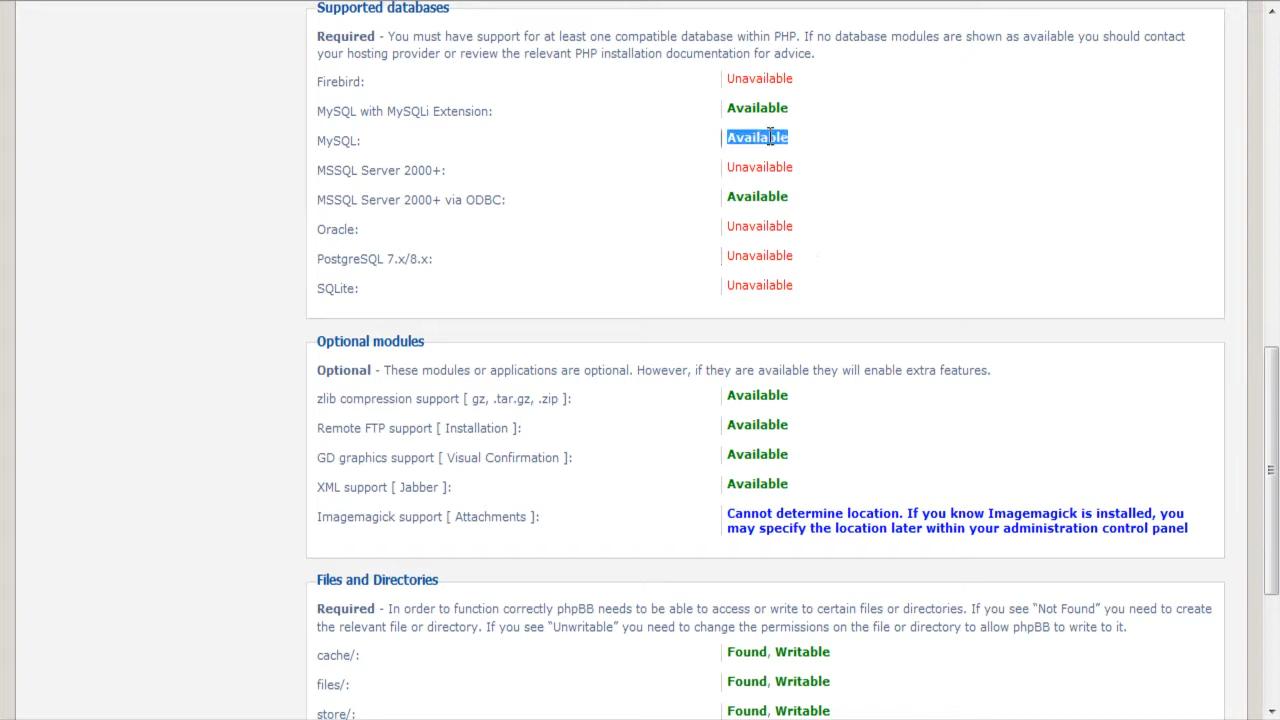 Supported databases
Required - You must have support for at least one compatible database within PHP. If no database modules are shown as available you should contact
your hosting provider or review the relevant PHP installation documentation for advice.
Firebird: Unavailable
MySQL with MySQLi Extension: Available
MySQL: Available
MSSQL Server 2000+: Unavailable
MSSQL Server 2000+ via ODBC: Available
Oracle: Unavailable
PostgreSQL 7.x/8.x: Unavailable
SQLite: Unavailable
Optional modules
Optional - These modules or applications are optional. However, if they are available they will enable extra features.
zlib compression support [ gz, .tar.gz, .zip ]: Available
Remote FTP support [ Installation ]: Available
GD graphics support [ Visual Confirmation ]: Available
XML support [ Jabber ]: Available
Imagemagick support [ Attachments ]: Cannot determine location. If you know Imagemagick is installed, you
may specify the location later within your administration control panel
Files and Directories
Required - In order to function correctly phpBB needs to be able to access or write to certain files or directories. If you see “Not Found” you need to create
the relevant file or directory. If you see “Unwritable” you need to change the permissions on the file or directory to allow phpBB to write to it.
cache/: Found, Writable
files/: Found, Writable
store/: Found, Writable